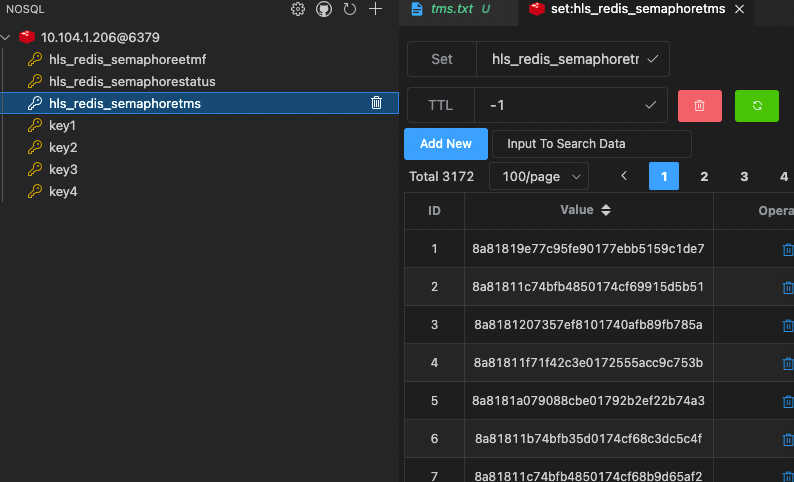 NOSQL
10.104.1.206@6379
hls_redis_semaphoreetmf
hls_redis_semaphorestatus
hls_redis_semaphoretms
key1
key2
key3
key4
tms.txt U
set:hls_redis_semaphoretms
Set hls_redis_semaphoretr
TTL -1
Add New Input To Search Data
Total 3172 100/page 1 2 3 4
ID Value Opera
1 8a81819e77c95fe90177ebb5159c1de7
2 8a81811c74bfb4850174cf69915d5b51
3 8a8181207357ef8101740afb89fb785a
4 8a81811f71f42c3e0172555acc9c753b
5 8a8181a079088cbe01792b2ef22b74a3
6 8a81811b74bfb35d0174cf68c3dc5c4f
7 8a81811c74bfb4850174cf68b9d65af2